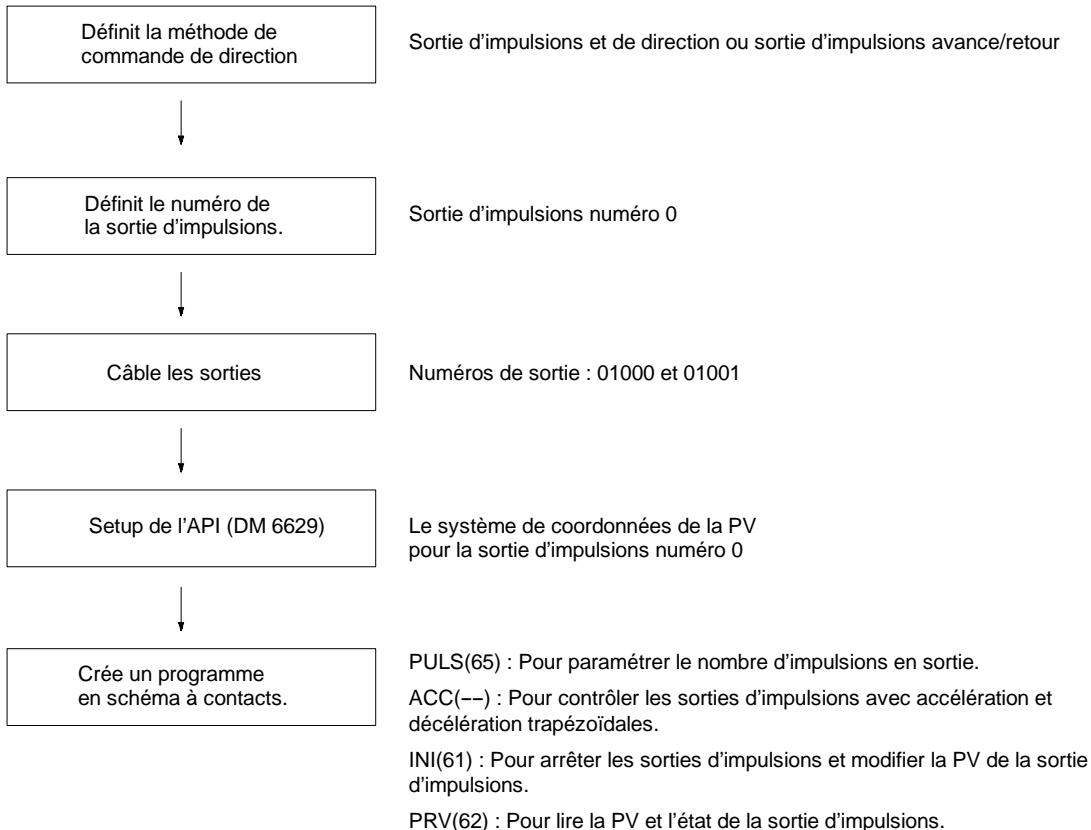 Définit la méthode de
commande de direction
Sortie d'impulsions et de direction ou sortie d'impulsions avance/retour
Définit le numéro de
la sortie d'impulsions.
Sortie d'impulsions numéro 0
Câble les sorties
Numéros de sortie : 01000 et 01001
Setup de l'API (DM 6629)
Le système de coordonnées de la PV
pour la sortie d'impulsions numéro 0
Crée un programme
en schéma à contacts.
PULS(65) : Pour paramétrer le nombre d'impulsions en sortie.
ACC(--) : Pour contrôler les sorties d'impulsions avec accélération et
décélération trapézoïdales.
INI(61) : Pour arrêter les sorties d'impulsions et modifier la PV de la sortie
d'impulsions.
PRV(62) : Pour lire la PV et l'état de la sortie d'impulsions.